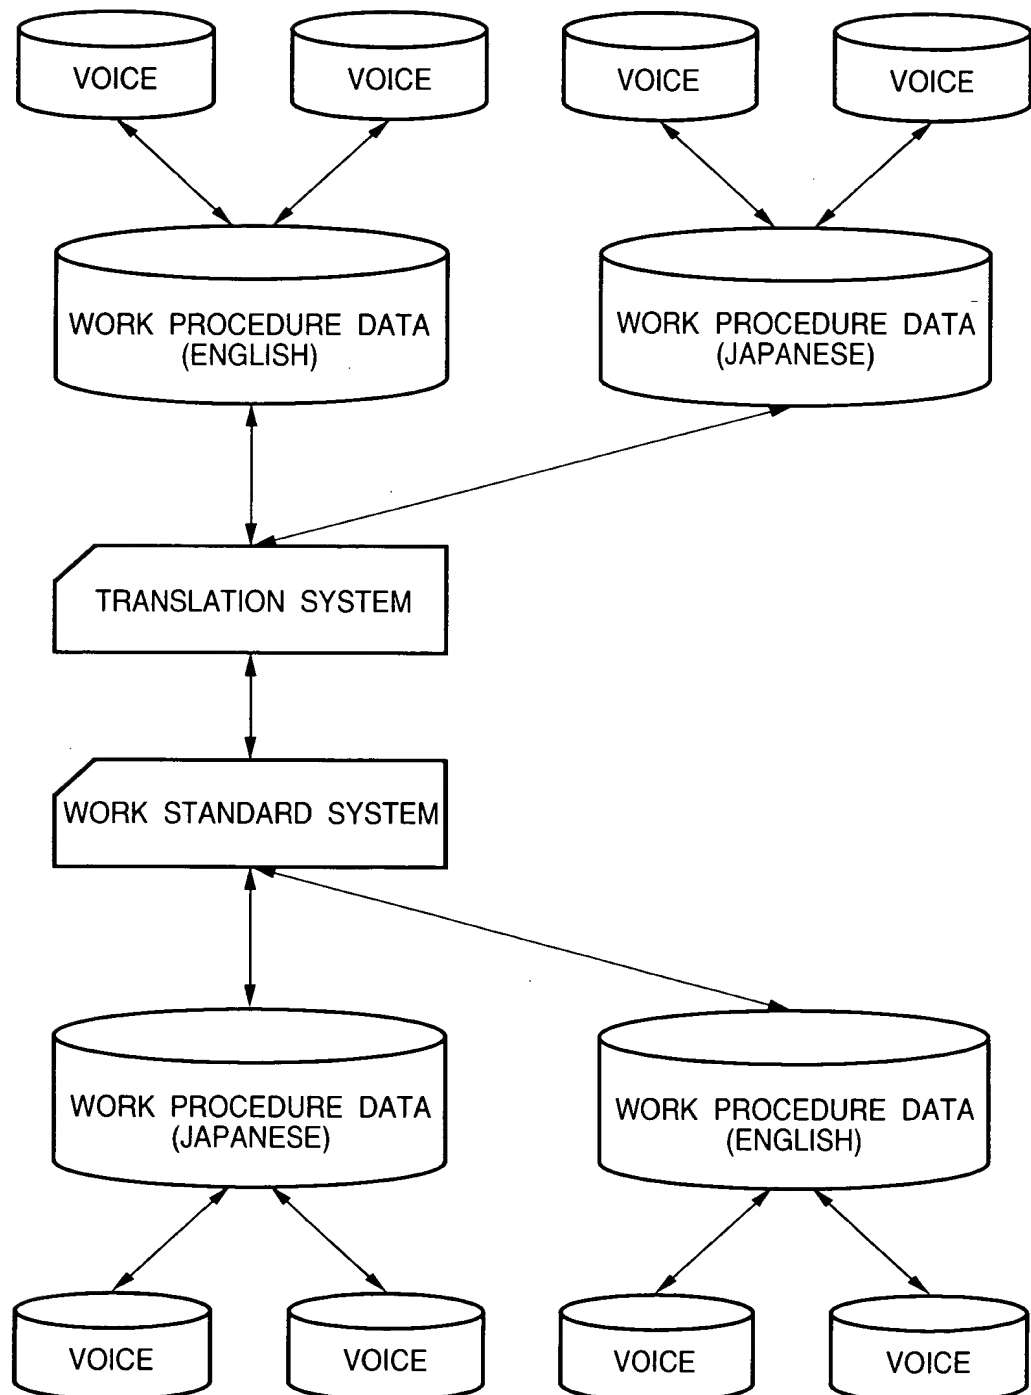 VOICE
VOICE
VOICE
VOICE
WORK PROCEDURE DATA
(ENGLISH)
WORK PROCEDURE DATA
(JAPANESE)
TRANSLATION SYSTEM
WORK STANDARD SYSTEM
WORK PROCEDURE DATA
(JAPANESE)
WORK PROCEDURE DATA
(ENGLISH)
VOICE
VOICE
VOICE
VOICE